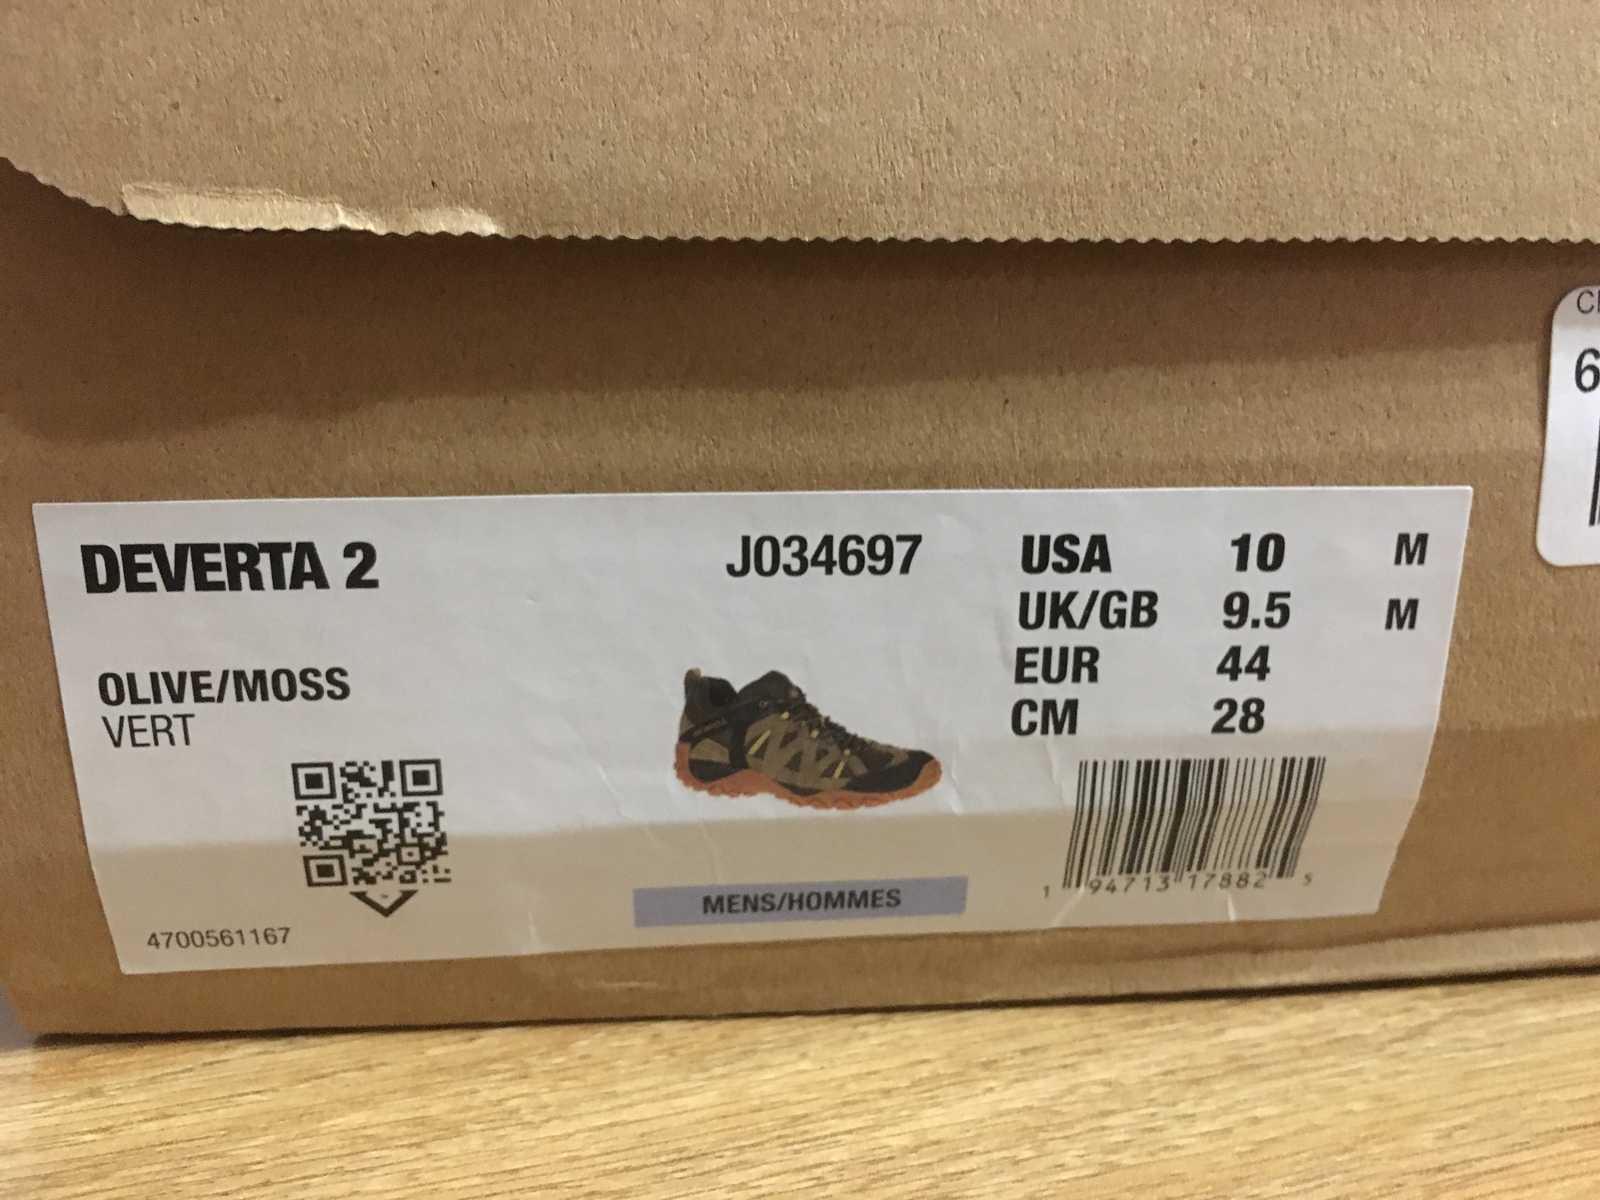 DEVERTA 2
J034697
USA 10 M
UK/GB 9.5 M
EUR 44
CM 28
OLIVE/MOSS
VERT
MENS/HOMMES
1 94713 17882 5
4700561167
6